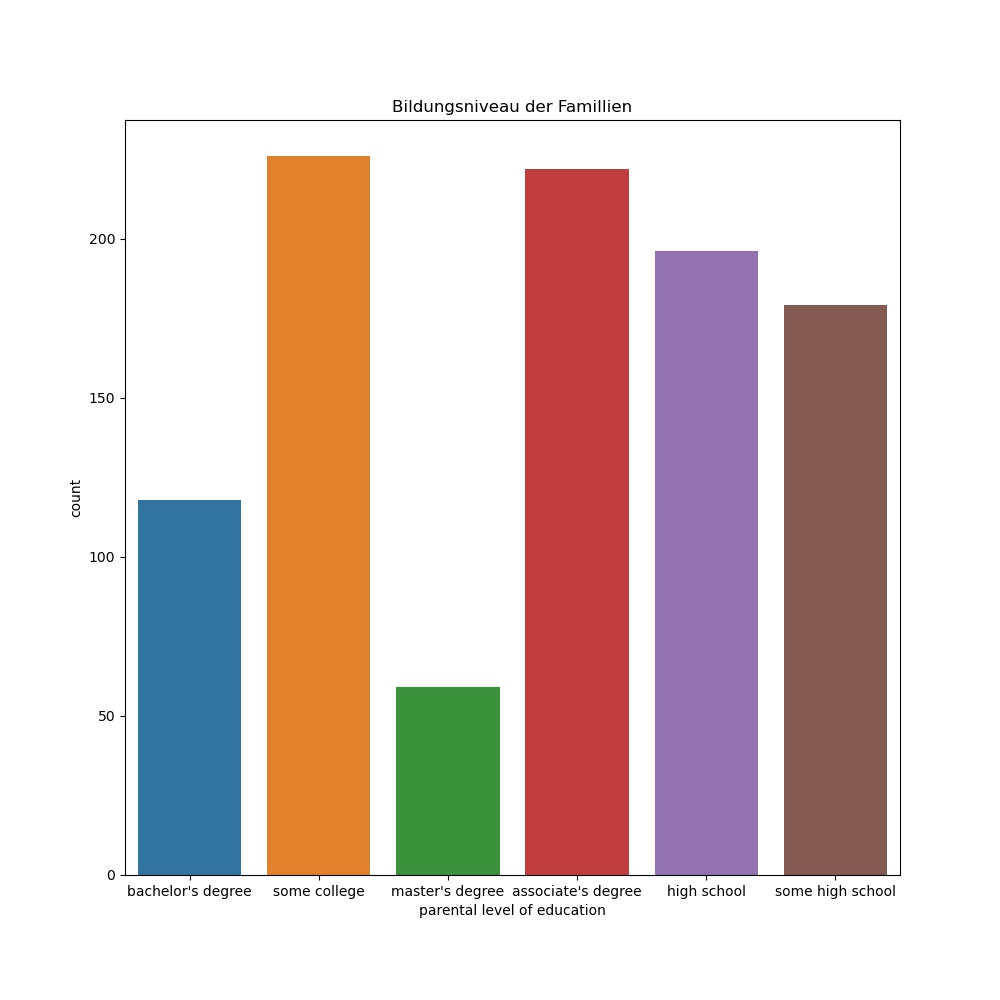 Bildungsniveau der Famillien
200
150
100
50
0
count
bachelor's degree some college master's degree associate's degree high school some high school
parental level of education